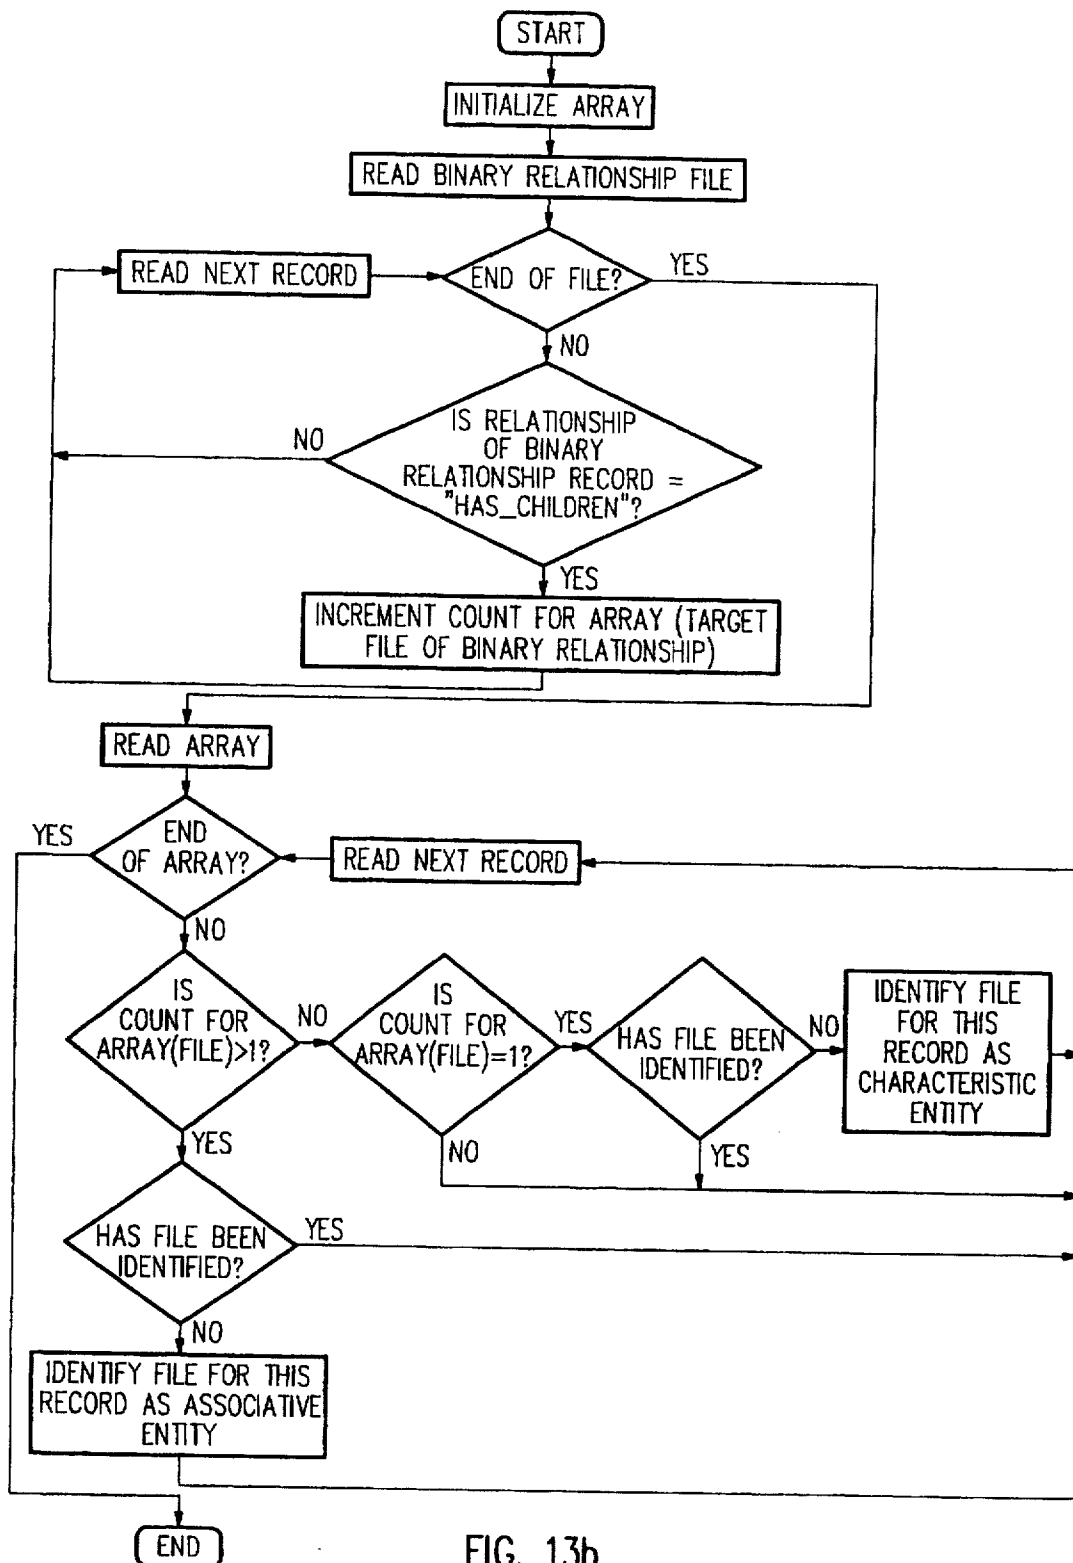 START
INITIALIZE ARRAY
READ BINARY RELATIONSHIP FILE
READ NEXT RECORD
END OF FILE?
YES
NO
IS RELATIONSHIP
OF BINARY
RELATIONSHIP RECORD =
"HAS_CHILDREN"?
NO
YES
INCREMENT COUNT FOR ARRAY (TARGET
FILE OF BINARY RELATIONSHIP)
READ ARRAY
YES
END
OF ARRAY?
READ NEXT RECORD
NO
IS
COUNT FOR
ARRAY(FILE)>1?
NO
IS
COUNT FOR
ARRAY(FILE)=1?
YES
HAS FILE BEEN
IDENTIFIED?
NO
IDENTIFY FILE
FOR THIS
RECORD AS
CHARACTERISTIC
ENTITY
YES
NO
YES
HAS FILE BEEN
IDENTIFIED?
YES
NO
IDENTIFY FILE FOR THIS
RECORD AS ASSOCIATIVE
ENTITY
END
FIG. 13b